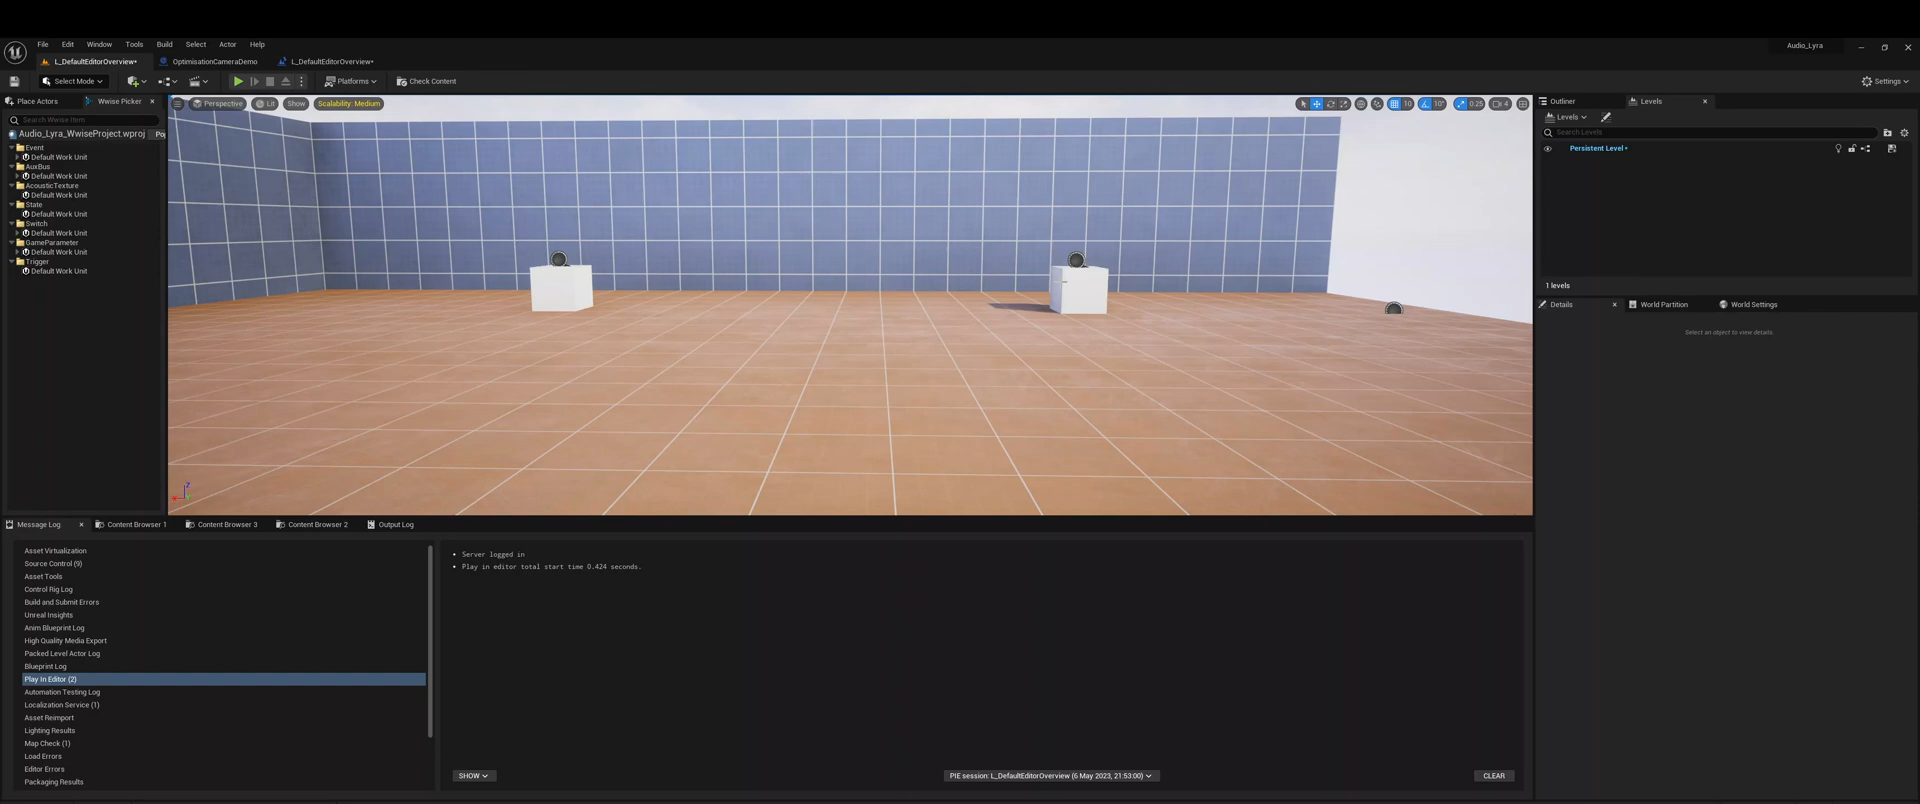 File Edit Window Tools Build Select Actor Help
Audio_Lyra
L_DefaultEditorOverview• OptimisationCameraDemo L_DefaultEditorOverview•
Select Mode Platforms Check Content Settings
Place Actors Wwise Picker
Search Wwise Item
Audio_Lyra_WwiseProject.wproj
Event
Default Work Unit
AuxBus
Default Work Unit
AcousticTexture
Default Work Unit
State
Default Work Unit
Switch
Default Work Unit
GameParameter
Default Work Unit
Trigger
Default Work Unit
Perspective Lit Show Scalability: Medium
10 10° 0.25 4
Z
Outliner Levels
Levels
Search Levels
Persistent Level •
1 levels
Details World Partition World Settings
Select an object to view details.
Message Log Content Browser 1 Content Browser 3 Content Browser 2 Output Log
Asset Virtualization
Source Control (9)
Asset Tools
Control Rig Log
Build and Submit Errors
Unreal Insights
Anim Blueprint Log
High Quality Media Export
Packed Level Actor Log
Blueprint Log
Play In Editor (2)
Automation Testing Log
Localization Service (1)
Asset Reimport
Lighting Results
Map Check (1)
Load Errors
Editor Errors
Packaging Results
• Server logged in
• Play in editor total start time 0.424 seconds.
SHOW PIE session: L_DefaultEditorOverview (6 May 2023, 21:53:00) CLEAR